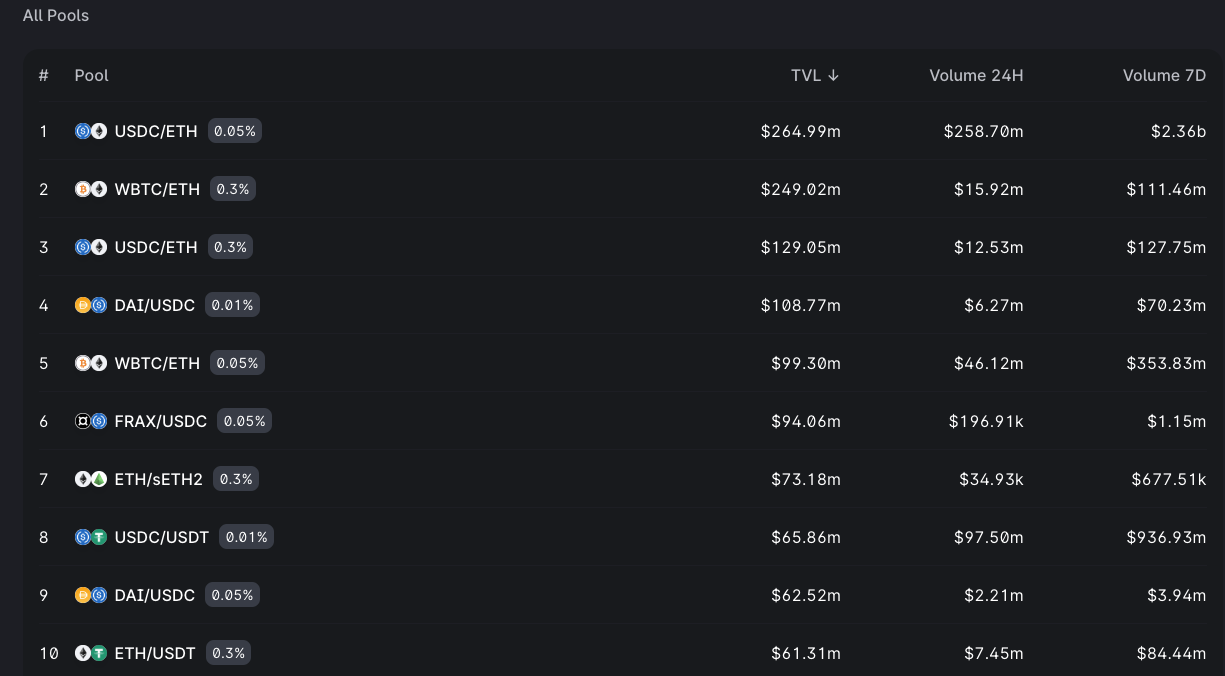 All Pools
# Pool TVL ↓ Volume 24H Volume 7D
1 USDC/ETH 0.05% $264.99m $258.70m $2.36b
2 WBTC/ETH 0.3% $249.02m $15.92m $111.46m
3 USDC/ETH 0.3% $129.05m $12.53m $127.75m
4 DAI/USDC 0.01% $108.77m $6.27m $70.23m
5 WBTC/ETH 0.05% $99.30m $46.12m $353.83m
6 FRAX/USDC 0.05% $94.06m $196.91k $1.15m
7 ETH/sETH2 0.3% $73.18m $34.93k $677.51k
8 USDC/USDT 0.01% $65.86m $97.50m $936.93m
9 DAI/USDC 0.05% $62.52m $2.21m $3.94m
10 ETH/USDT 0.3% $61.31m $7.45m $84.44m